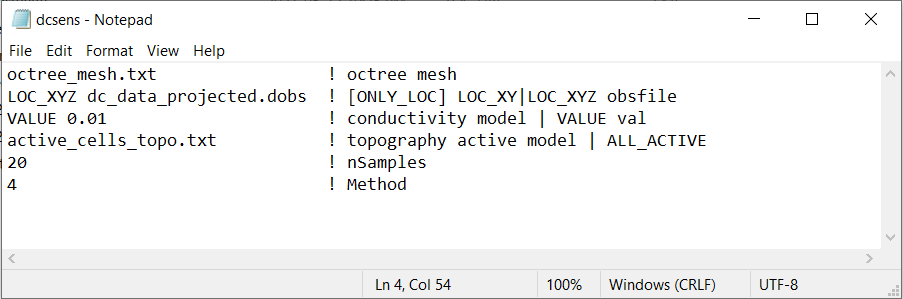 dcsens - Notepad
File Edit Format View Help
octree_mesh.txt ! octree mesh
LOC_XYZ dc_data_projected.dobs ! [ONLY_LOC] LOC_XY|LOC_XYZ obsfile
VALUE 0.01 ! conductivity model | VALUE val
active_cells_topo.txt ! topography active model | ALL_ACTIVE
20 ! nSamples
4 ! Method
Ln 4, Col 54 100% Windows (CRLF) UTF-8